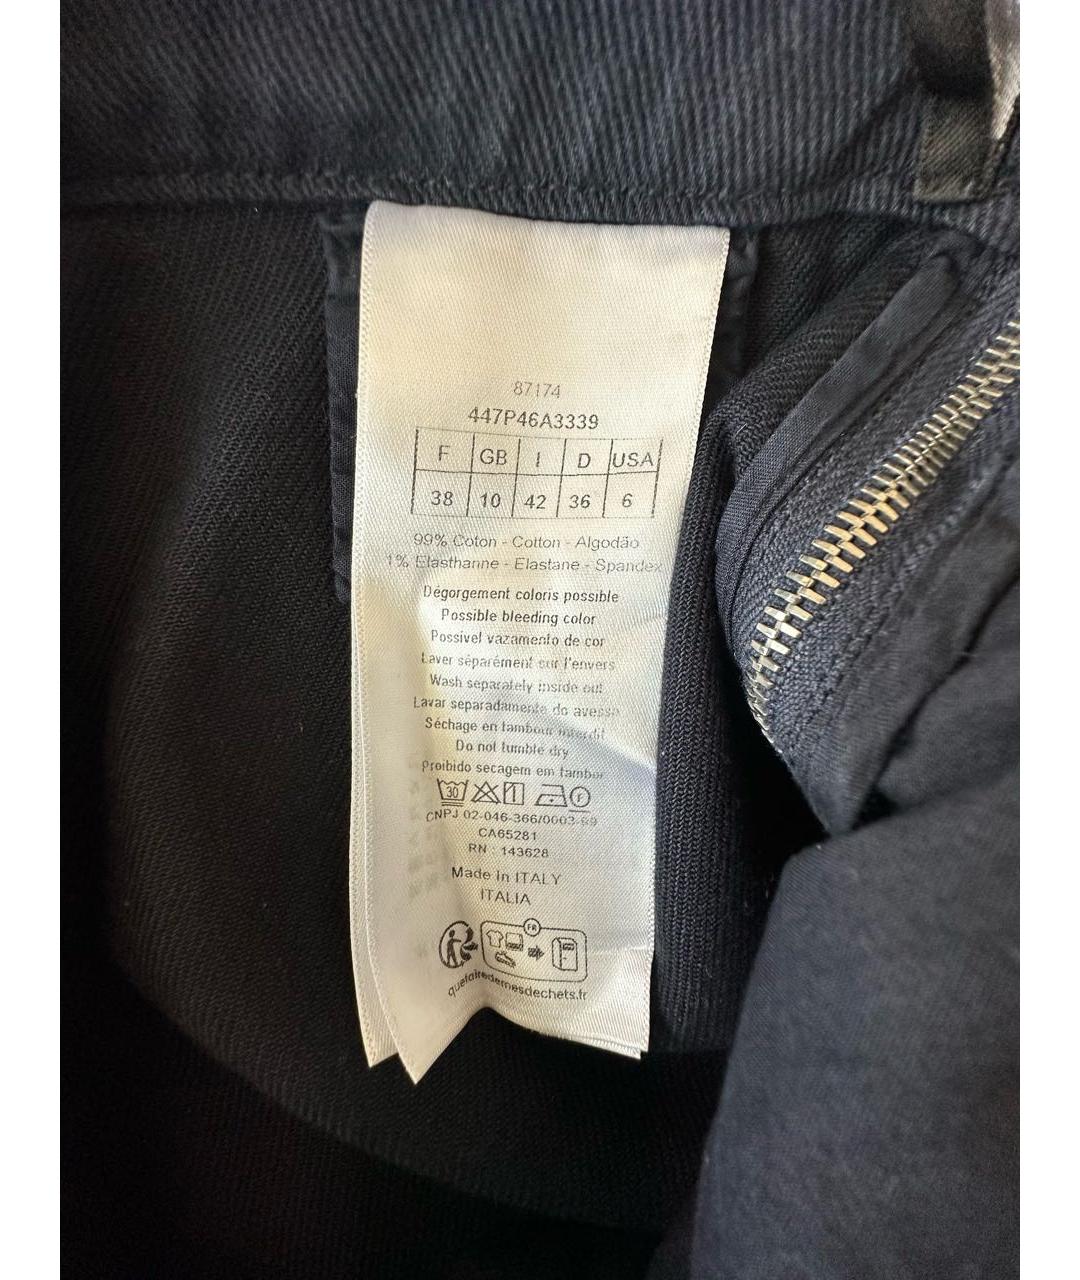 87174
447P46A3339
F GB I D USA
38 10 42 36 6
99% Coton - Cotton - Algodão
1% Elasthanne - Elastane - Spandex
Dégorgement coloris possible
Possible bleeding color
Possivel vazamento de cor
Laver séparément sur l'envers
Wash separately inside out
Lavar separadamente do avesso
Séchage en tambour interdit
Do not tumble dry
Proibido secagem em tambor
30 F
CNPJ 02-046-366/0003-
CA65281
RN : 143628
Made in ITALY
ITALIA
FR
quefairedemesdechets.fr